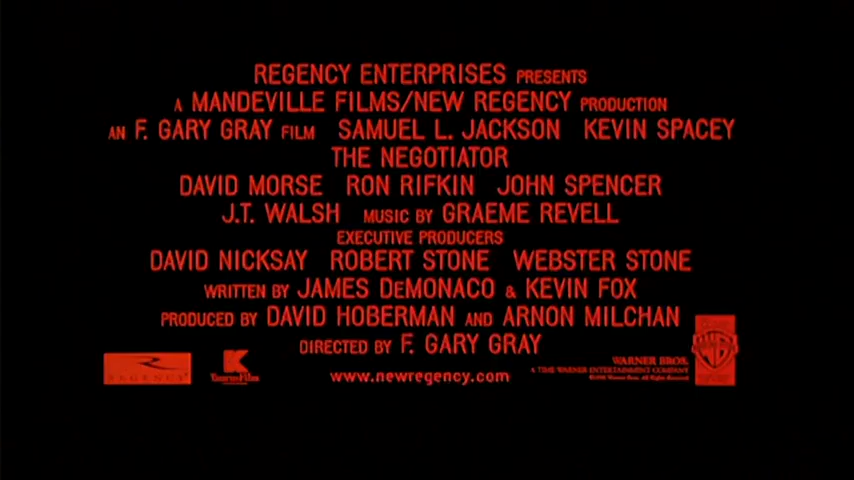 REGENCY ENTERPRISES PRESENTS
A MANDEVILLE FILMS/NEW REGENCY PRODUCTION
AN F. GARY GRAY FILM SAMUEL L. JACKSON KEVIN SPACEY
THE NEGOTIATOR
DAVID MORSE RON RIFKIN JOHN SPENCER
J.T. WALSH MUSIC BY GRAEME REVELL
EXECUTIVE PRODUCERS
DAVID NICKSAY ROBERT STONE WEBSTER STONE
WRITTEN BY JAMES DEMONACO & KEVIN FOX
PRODUCED BY DAVID HOBERMAN AND ARNON MILCHAN
DIRECTED BY F. GARY GRAY
REGENCY
Taurus Film
www.newregency.com
WARNER BROS.
A TIME WARNER ENTERTAINMENT COMPANY